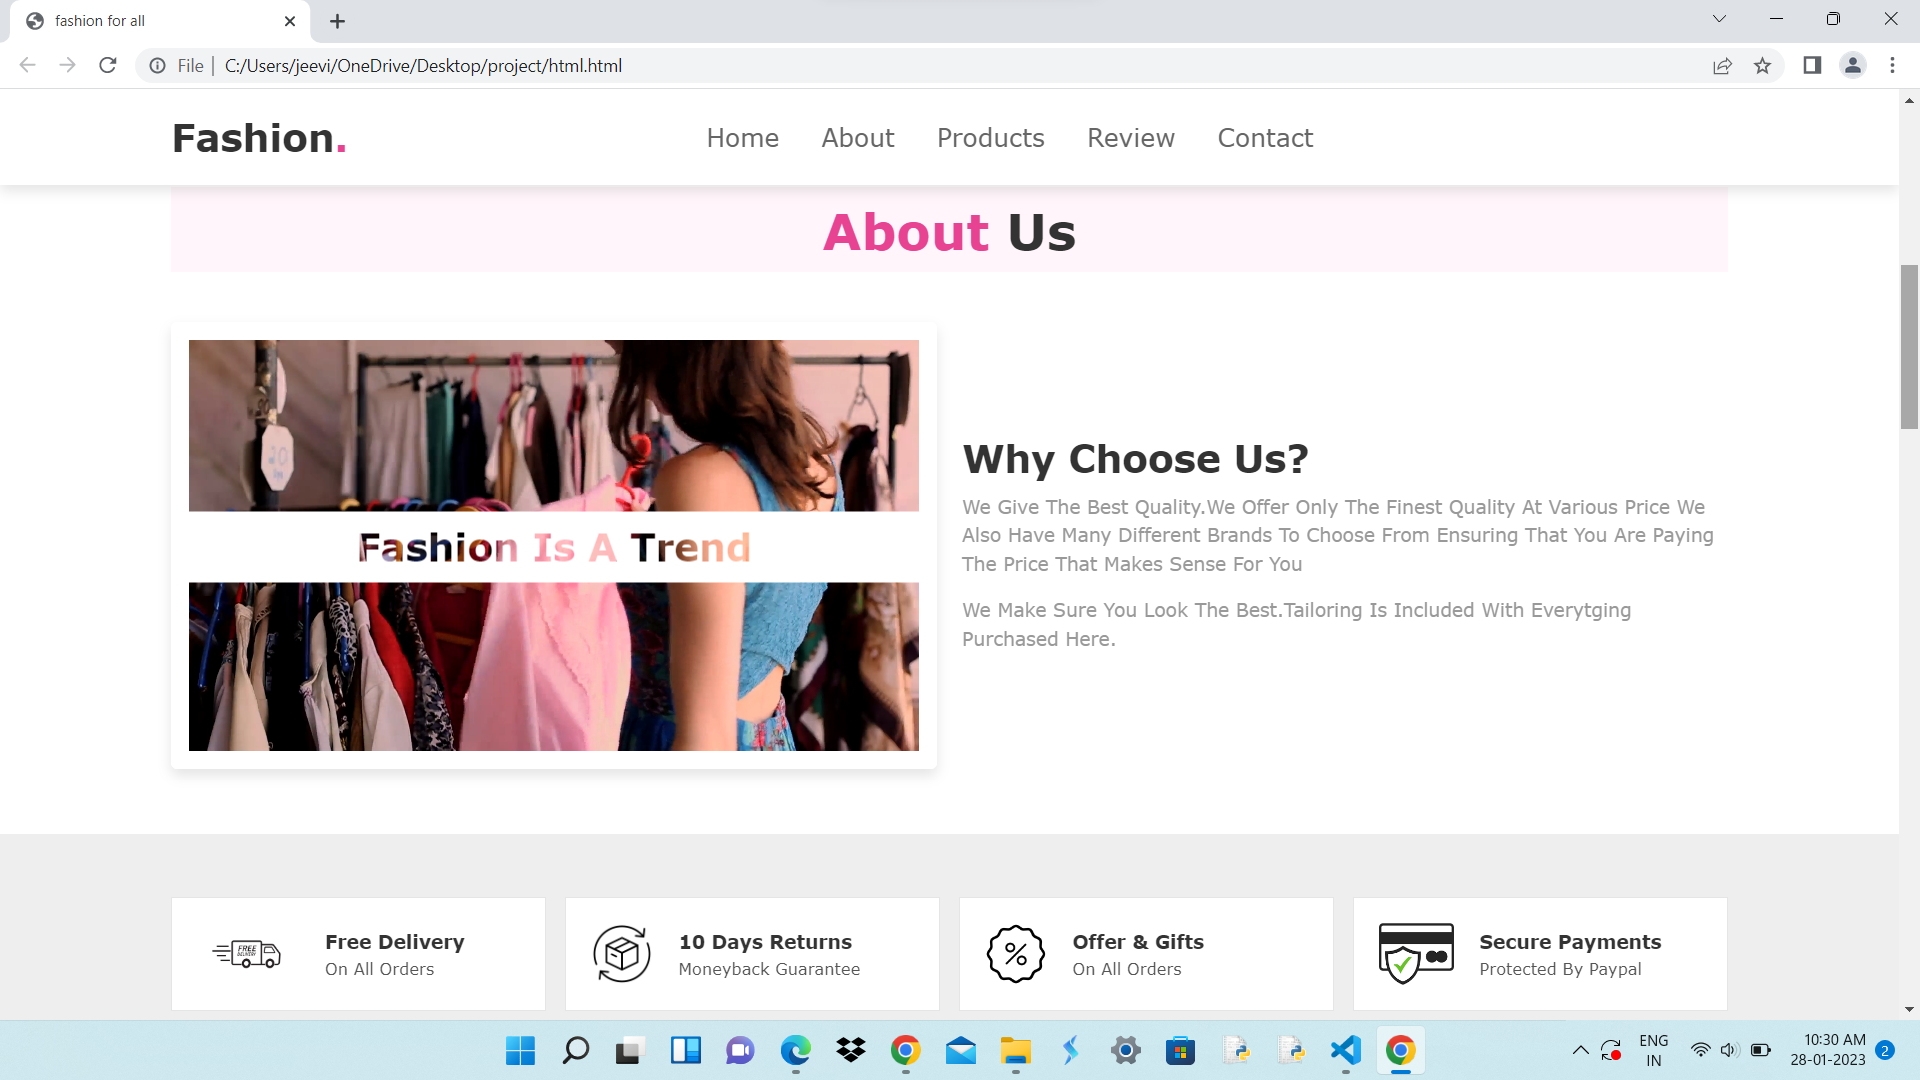 fashion for all
File | C:/Users/jeevi/OneDrive/Desktop/project/html.html
Fashion.
Home About Products Review Contact
About Us
20
Fashion Is A Trend
Why Choose Us?
We Give The Best Quality.We Offer Only The Finest Quality At Various Price We
Also Have Many Different Brands To Choose From Ensuring That You Are Paying
The Price That Makes Sense For You
We Make Sure You Look The Best.Tailoring Is Included With Everytging
Purchased Here.
FREE
DELIVERY
Free Delivery
On All Orders
10 Days Returns
Moneyback Guarantee
%
Offer & Gifts
On All Orders
Secure Payments
Protected By Paypal
ENG
IN
10:30 AM
28-01-2023
2